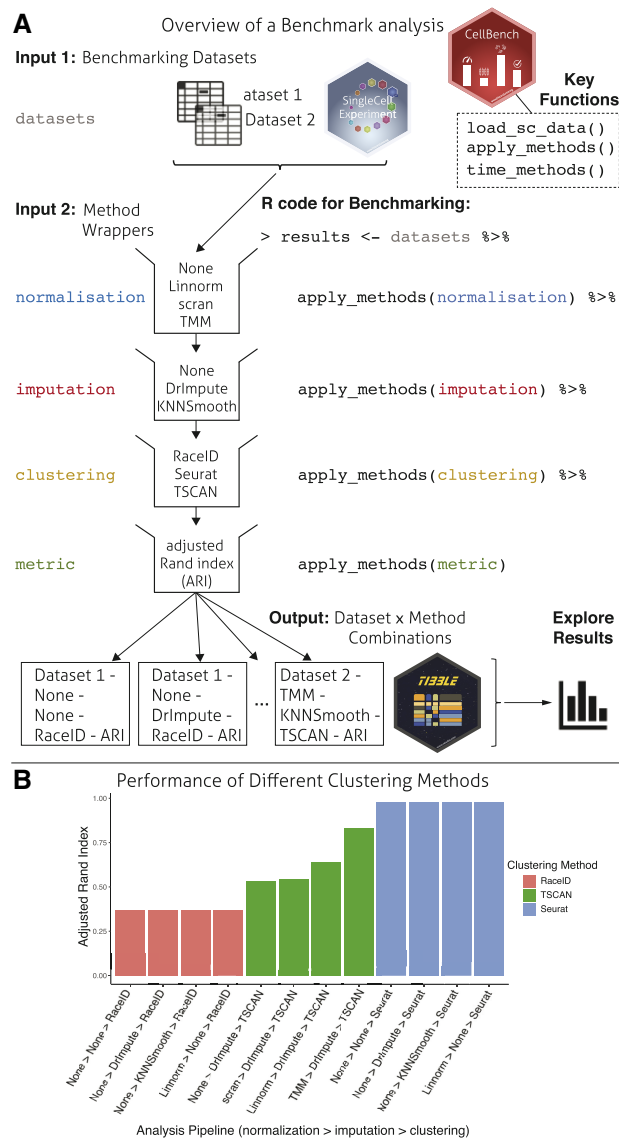 A
Overview of a Benchmark analysis
CellBench
Input 1: Benchmarking Datasets
datasets
ataset 1
Dataset 2
SingleCell
Experiment
Key
Functions
load_sc_data()
apply_methods()
time_methods()
Input 2: Method
Wrappers
R code for Benchmarking:
> results <- datasets %>%
normalisation
None
Linnorm
scran
TMM
apply_methods(normalisation) %>%
imputation
None
DrImpute
KNNSmooth
apply_methods(imputation) %>%
clustering
RaceID
Seurat
TSCAN
apply_methods(clustering) %>%
metric
adjusted
Rand index
(ARI)
apply_methods(metric)
Output: Dataset x Method
Combinations
Explore
Results
Dataset 1 -
None -
None -
RaceID - ARI
Dataset 1 -
None -
DrImpute -
RaceID - ARI
...
Dataset 2 -
TMM -
KNNSmooth -
TSCAN - ARI
TIBBLE
B
Performance of Different Clustering Methods
Adjusted Rand Index
1.00
0.75
0.50
0.25
0.00
Clustering Method
RaceID
TSCAN
Seurat
None > None > RaceID
None > DrImpute > RaceID
None > KNNSmooth > RaceID
Linnorm > None > RaceID
None > DrImpute > TSCAN
scran > DrImpute > TSCAN
Linnorm > DrImpute > TSCAN
TMM > DrImpute > TSCAN
None > None > Seurat
None > DrImpute > Seurat
None > KNNSmooth > Seurat
Linnorm > None > Seurat
Analysis Pipeline (normalization > imputation > clustering)